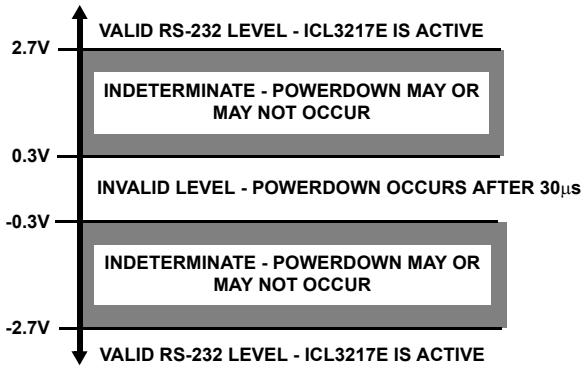 VALID RS-232 LEVEL - ICL3217E IS ACTIVE
2.7V
INDETERMINATE - POWERDOWN MAY OR
MAY NOT OCCUR
0.3V
INVALID LEVEL - POWERDOWN OCCURS AFTER 30μs
-0.3V
INDETERMINATE - POWERDOWN MAY OR
MAY NOT OCCUR
-2.7V
VALID RS-232 LEVEL - ICL3217E IS ACTIVE